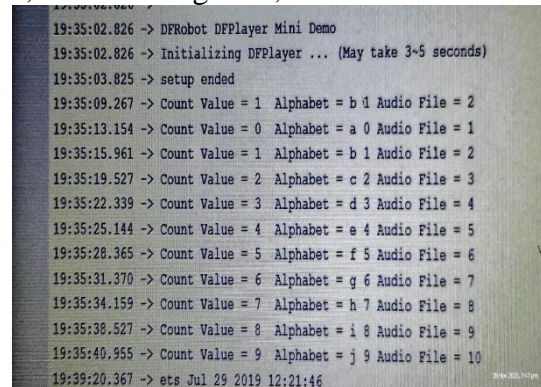 19:35:02.826 -> DFRobot DFPlayer Mini Demo
19:35:02.826 -> Initializing DFPlayer ... (May take 3~5 seconds)
19:35:03.825 -> setup ended
19:35:09.267 -> Count Value = 1 Alphabet = b 1 Audio File = 2
19:35:13.154 -> Count Value = 0 Alphabet = a 0 Audio File = 1
19:35:15.961 -> Count Value = 1 Alphabet = b 1 Audio File = 2
19:35:19.527 -> Count Value = 2 Alphabet = c 2 Audio File = 3
19:35:22.339 -> Count Value = 3 Alphabet = d 3 Audio File = 4
19:35:25.144 -> Count Value = 4 Alphabet = e 4 Audio File = 5
19:35:28.365 -> Count Value = 5 Alphabet = f 5 Audio File = 6
19:35:31.370 -> Count Value = 6 Alphabet = g 6 Audio File = 7
19:35:34.159 -> Count Value = 7 Alphabet = h 7 Audio File = 8
19:35:38.527 -> Count Value = 8 Alphabet = i 8 Audio File = 9
19:35:40.955 -> Count Value = 9 Alphabet = j 9 Audio File = 10
19:39:20.367 -> ets Jul 29 2019 12:21:46